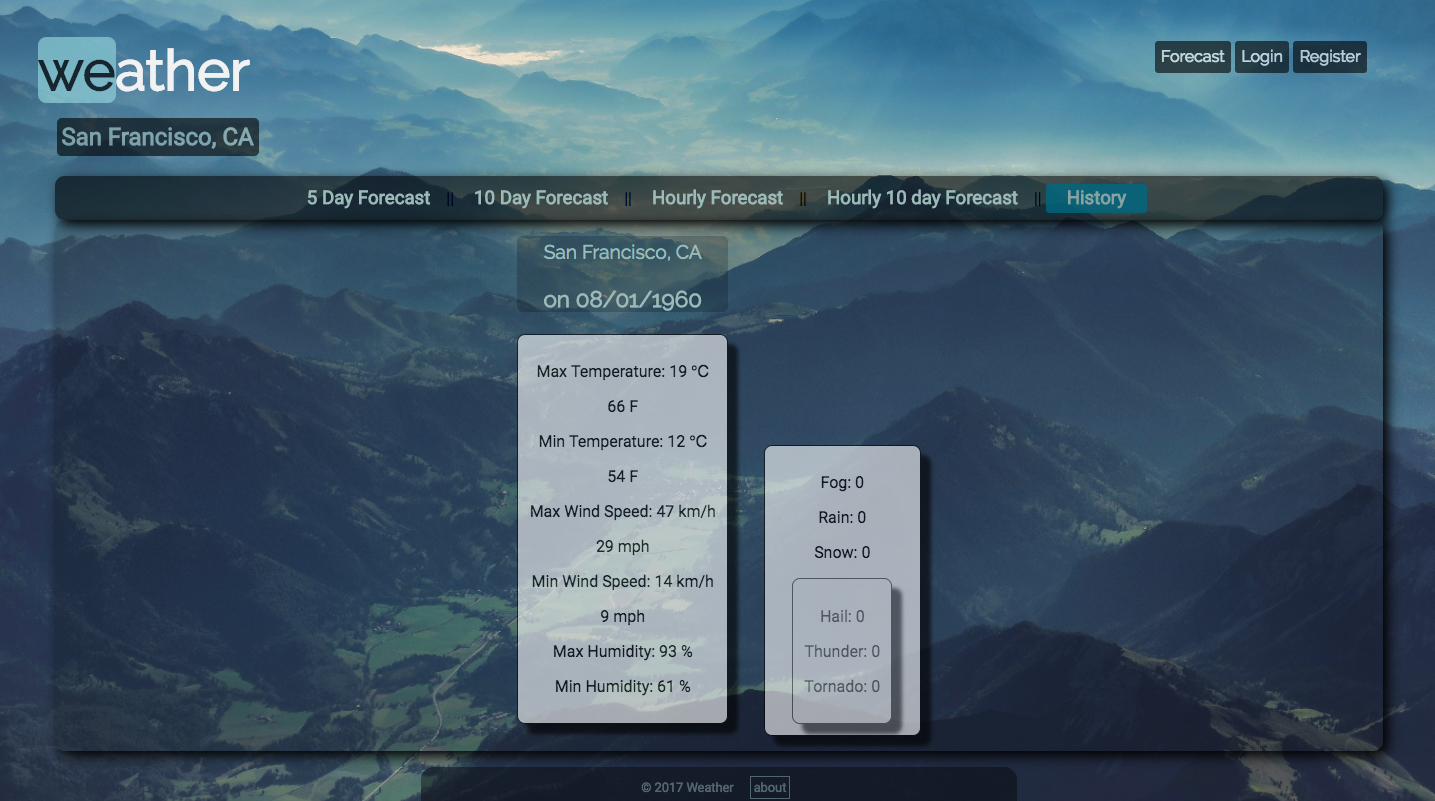 weather
Forecast Login Register
San Francisco, CA
5 Day Forecast || 10 Day Forecast || Hourly Forecast || Hourly 10 day Forecast || History
San Francisco, CA
on 08/01/1960
Max Temperature: 19 °C
66 F
Min Temperature: 12 °C
54 F
Max Wind Speed: 47 km/h
29 mph
Min Wind Speed: 14 km/h
9 mph
Max Humidity: 93 %
Min Humidity: 61 %
Fog: 0
Rain: 0
Snow: 0
Hail: 0
Thunder: 0
Tornado: 0
© 2017 Weather about